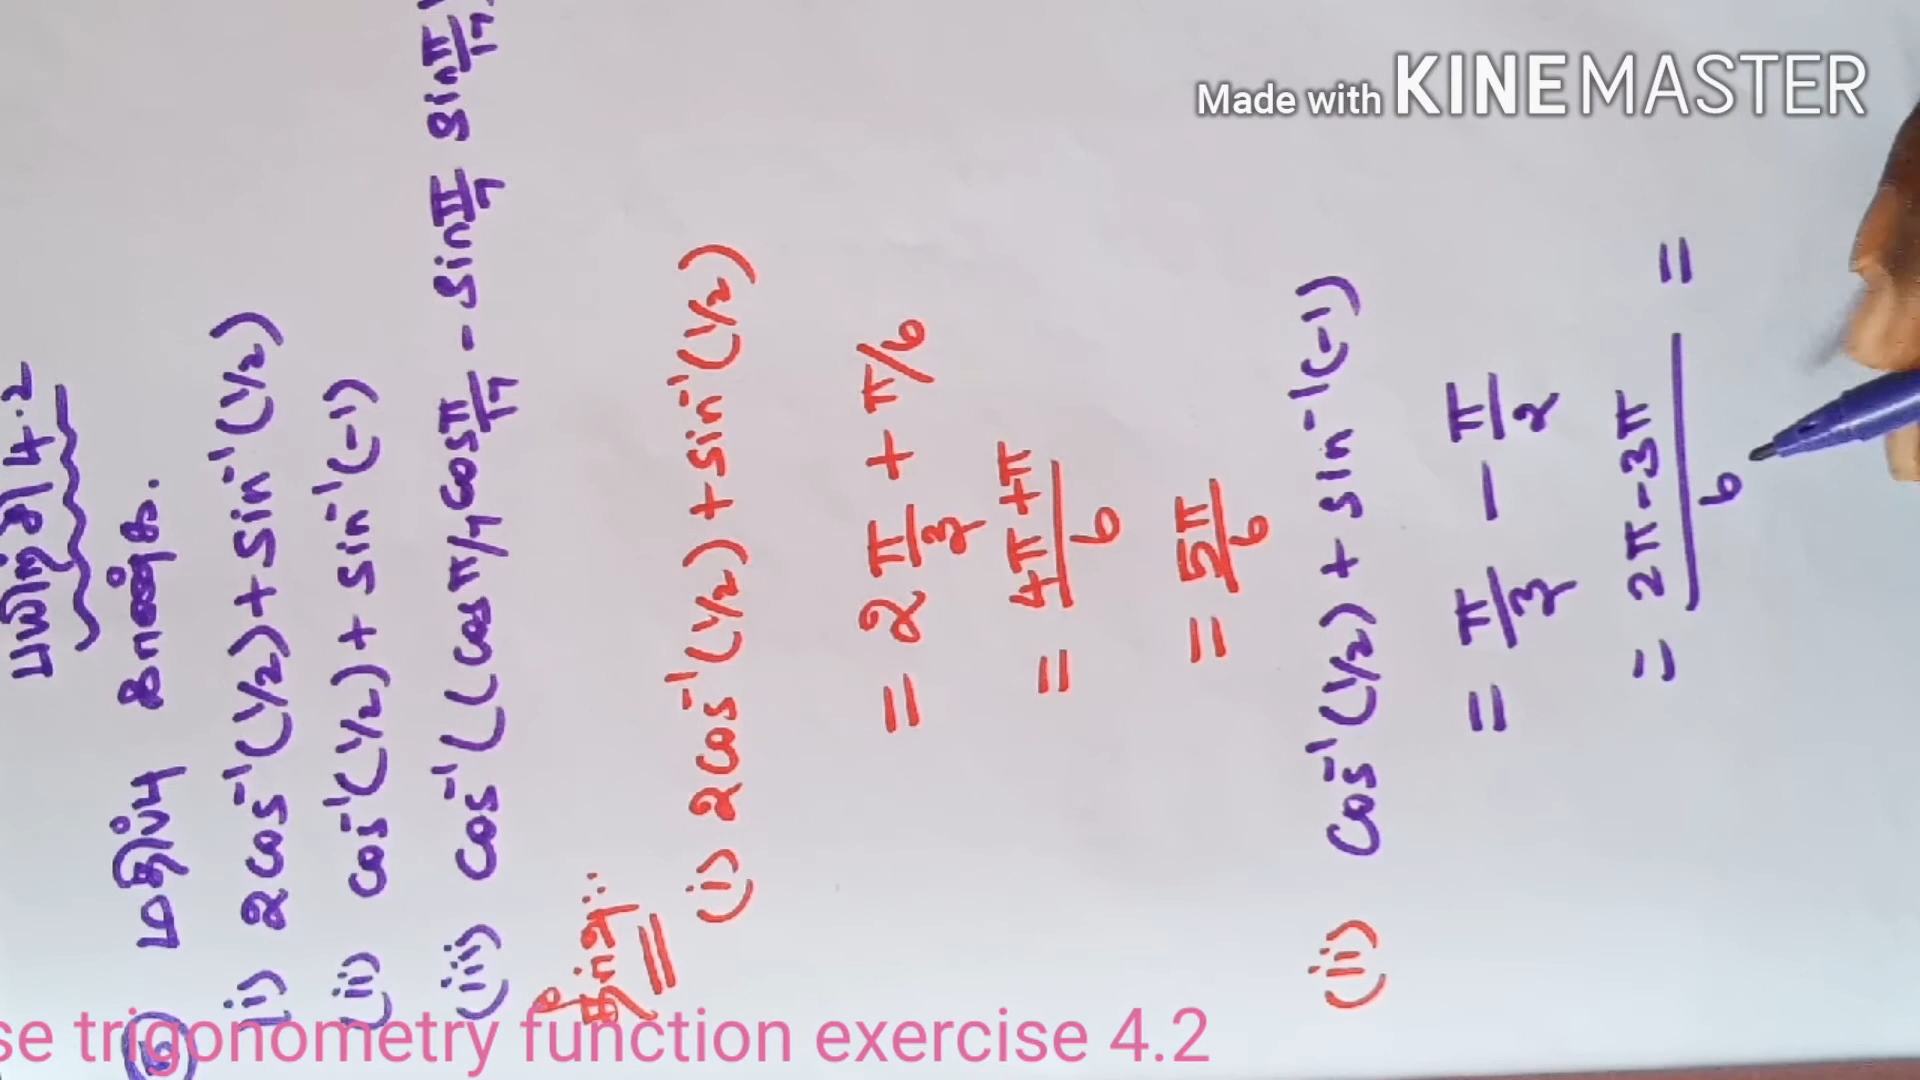 பயிற்சி 4.2
5) மதிப்பு காண்க.
(i) 2cos⁻¹(1/2)+sin⁻¹(1/2)
(ii) cos⁻¹(1/2)+sin⁻¹(-1)
(iii) cos⁻¹(cos π/7 cos π/17 - sin π/7 sin π/17)
தீர்வு:
(i) 2cos⁻¹(1/2)+sin⁻¹(1/2)
= 2 π/3 + π/6
= 4π+π/6
= 5π/6
(ii) cos⁻¹(1/2)+sin⁻¹(-1)
= π/3 - π/2
= 2π-3π/6 =
Made with KINEMASTER
se trigonometry function exercise 4.2